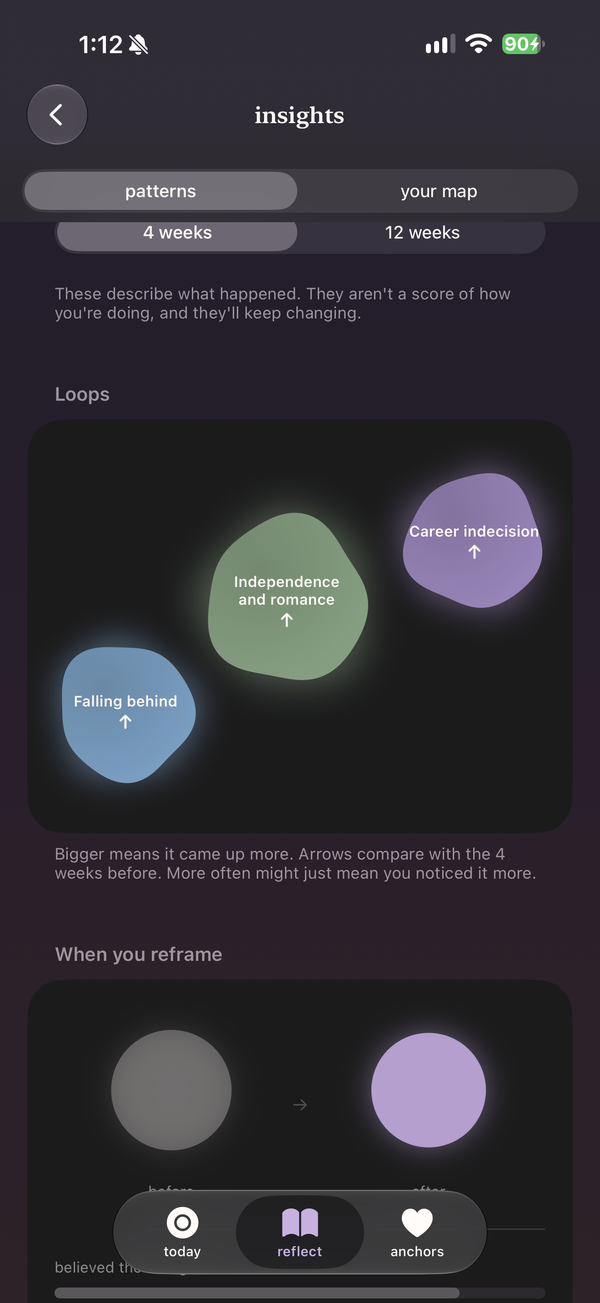 1:12
90
insights
patterns
your map
4 weeks
12 weeks
These describe what happened. They aren't a score of how
you're doing, and they'll keep changing.
Loops
Career indecision
↑
Independence
and romance
↑
Falling behind
↑
Bigger means it came up more. Arrows compare with the 4
weeks before. More often might just mean you noticed it more.
When you reframe
→
before
after
today
reflect
anchors
believed